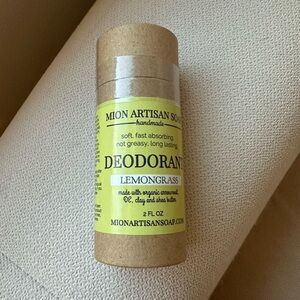 MION ARTISAN SOAP
handmade
soft, fast absorbing
not greasy, long lasting
DEODORANT
LEMONGRASS
made with organic arrowroot,
DE, clay and shea butter.
2 FL OZ
MIONARTISANSOAP.COM